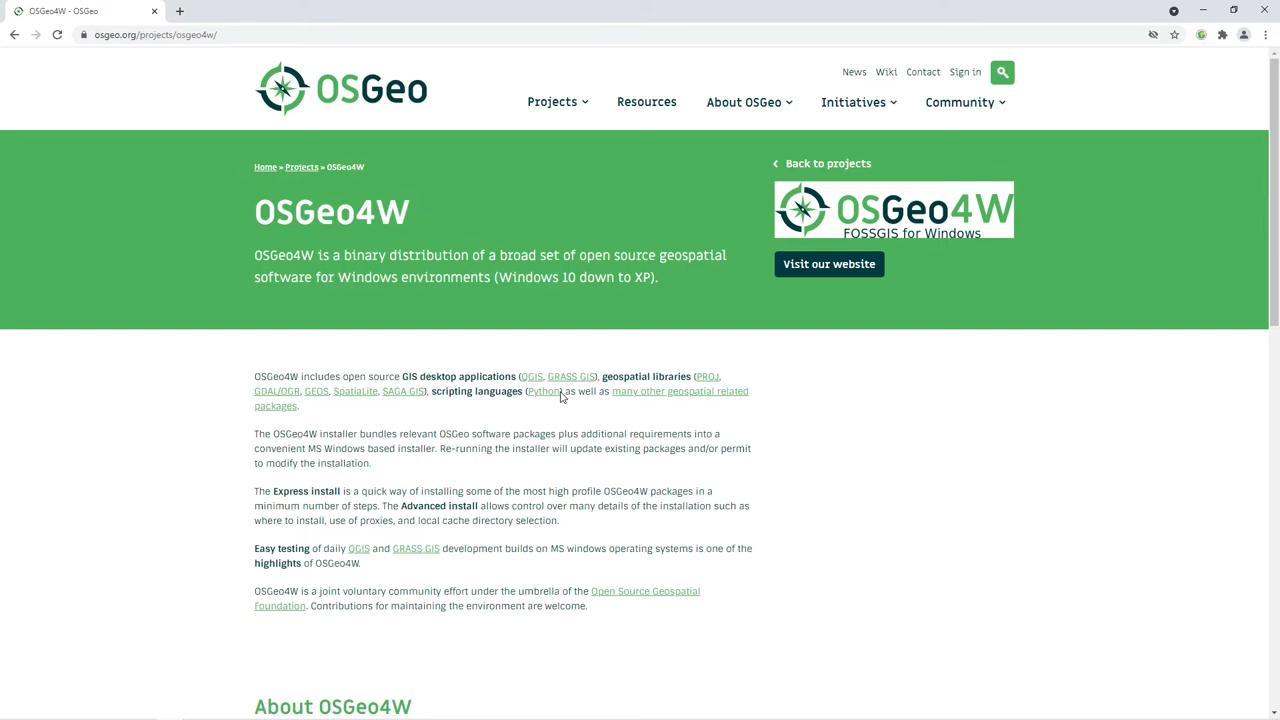 OSGeo4W - OSGeo
osgeo.org/projects/osgeo4w/
OSGeo
News Wiki Contact Sign in
Projects Resources About OSGeo Initiatives Community
Home » Projects » OSGeo4W
Back to projects
OSGeo4W
OSGeo4W
FOSSGIS for Windows
OSGeo4W is a binary distribution of a broad set of open source geospatial
software for Windows environments (Windows 10 down to XP).
Visit our website
OSGeo4W includes open source GIS desktop applications (QGIS, GRASS GIS), geospatial libraries (PROJ,
GDAL/OGR, GEOS, SpatiaLite, SAGA GIS), scripting languages (Python) as well as many other geospatial related
packages.
The OSGeo4W installer bundles relevant OSGeo software packages plus additional requirements into a
convenient MS Windows based installer. Re-running the installer will update existing packages and/or permit
to modify the installation.
The Express install is a quick way of installing some of the most high profile OSGeo4W packages in a
minimum number of steps. The Advanced install allows control over many details of the installation such as
where to install, use of proxies, and local cache directory selection.
Easy testing of daily QGIS and GRASS GIS development builds on MS windows operating systems is one of the
highlights of OSGeo4W.
OSGeo4W is a joint voluntary community effort under the umbrella of the Open Source Geospatial
Foundation. Contributions for maintaining the environment are welcome.
About OSGeo4W